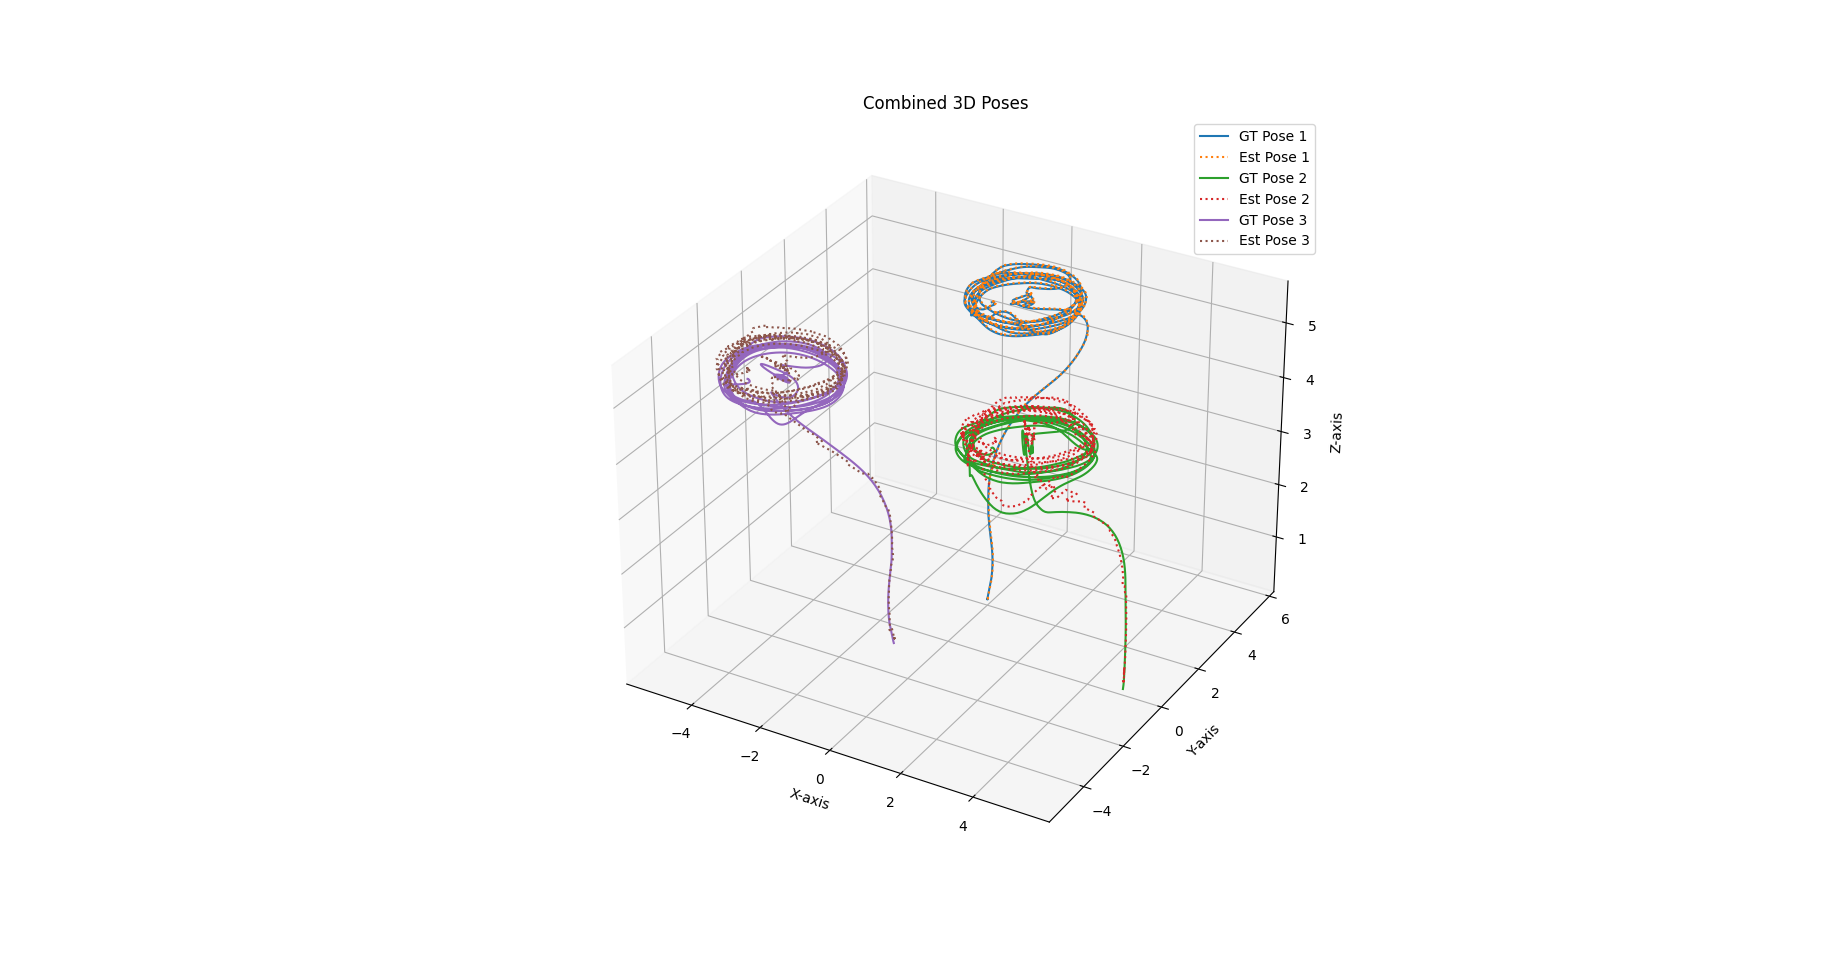 Combined 3D Poses
GT Pose 1
Est Pose 1
GT Pose 2
Est Pose 2
GT Pose 3
Est Pose 3
5
4
3
2
1
Z-axis
6
4
2
0
−2
−4
Y-axis
−4
−2
0
2
4
X-axis